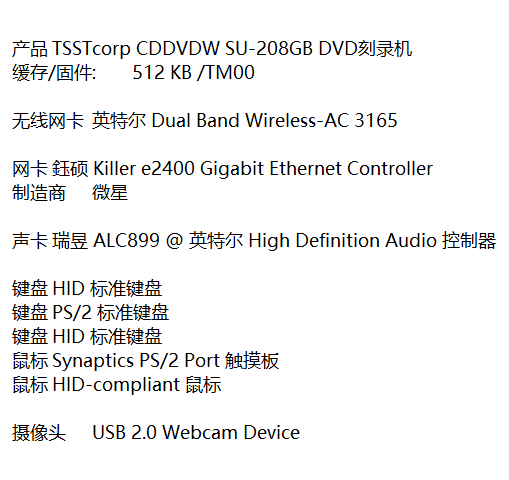 产品 TSSTcorp CDDVDW SU-208GB DVD刻录机
缓存/固件: 512 KB /TM00
无线网卡 英特尔 Dual Band Wireless-AC 3165
网卡 鈺硕 Killer e2400 Gigabit Ethernet Controller
制造商 微星
声卡 瑞昱 ALC899 @ 英特尔 High Definition Audio 控制器
键盘 HID 标准键盘
键盘 PS/2 标准键盘
键盘 HID 标准键盘
鼠标 Synaptics PS/2 Port 触摸板
鼠标 HID-compliant 鼠标
摄像头 USB 2.0 Webcam Device